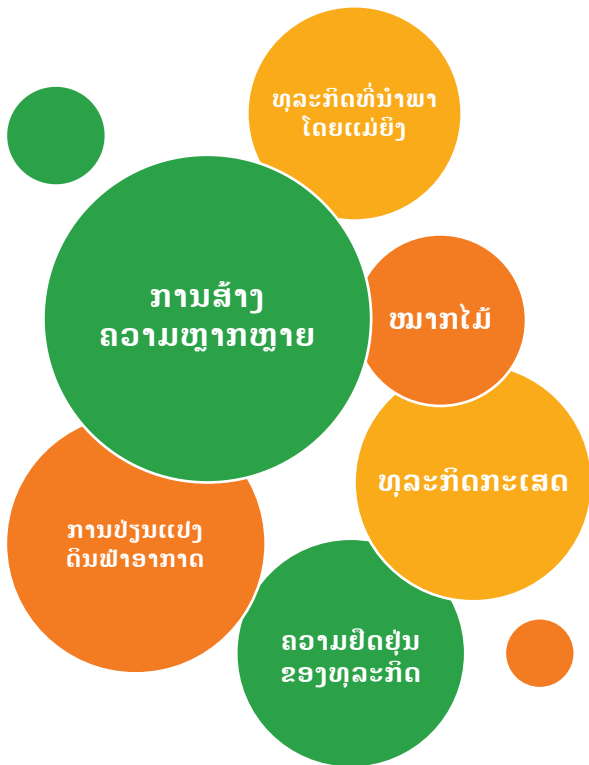 ທຸລະກິດທີ່ນຳພາ
ໂດຍແມ່ຍິງ
ການສ້າງ
ຄວາມຫຼາກຫຼາຍ
ໝາກໄມ້
ທຸລະກິດກະເສດ
ການປ່ຽນແປງ
ດິນຟ້າອາກາດ
ຄວາມຢືດຢຸ່ນ
ຂອງທຸລະກິດ